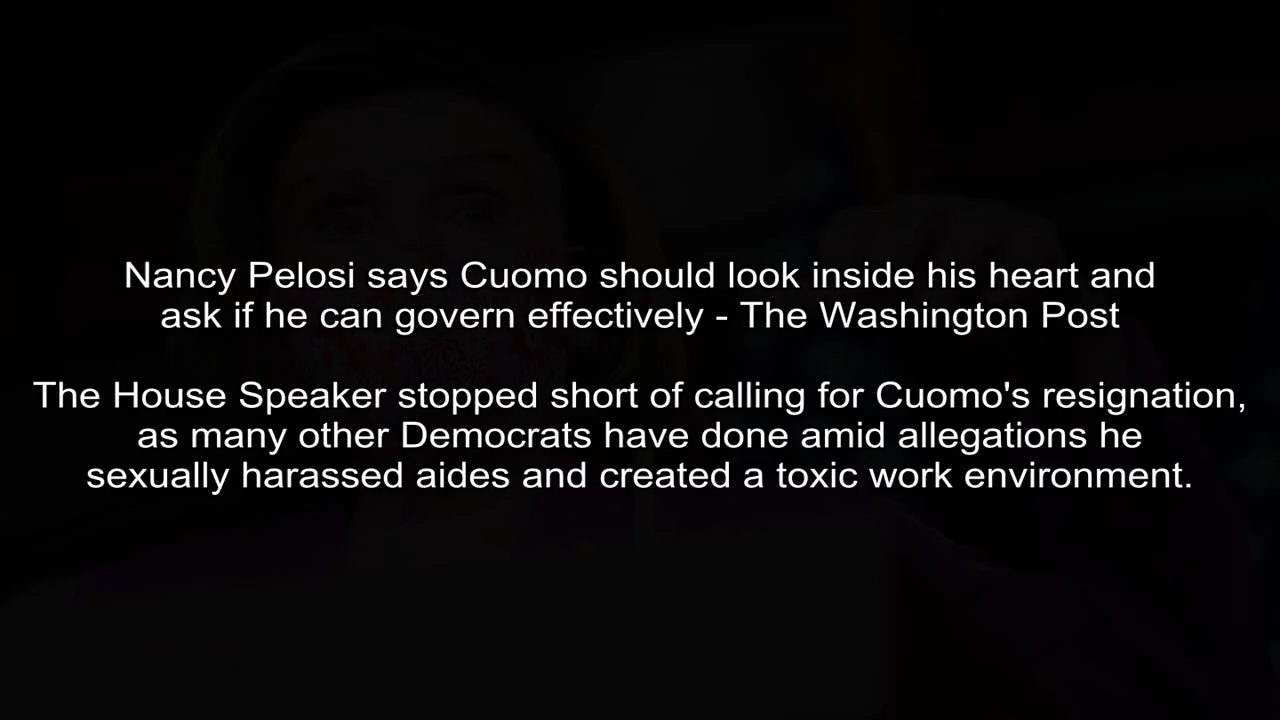 Nancy Pelosi says Cuomo should look inside his heart and
ask if he can govern effectively - The Washington Post
The House Speaker stopped short of calling for Cuomo's resignation,
as many other Democrats have done amid allegations he
sexually harassed aides and created a toxic work environment.